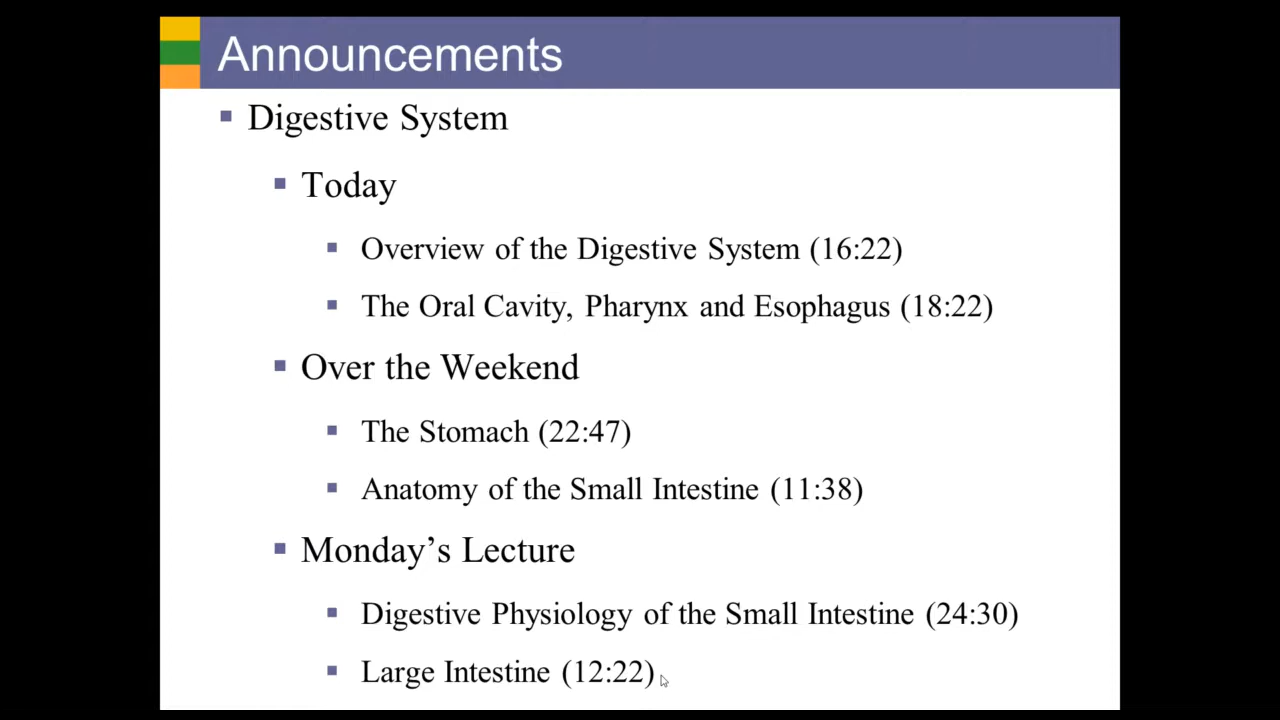 Announcements
Digestive System
Today
Overview of the Digestive System (16:22)
The Oral Cavity, Pharynx and Esophagus (18:22)
Over the Weekend
The Stomach (22:47)
Anatomy of the Small Intestine (11:38)
Monday’s Lecture
Digestive Physiology of the Small Intestine (24:30)
Large Intestine (12:22)